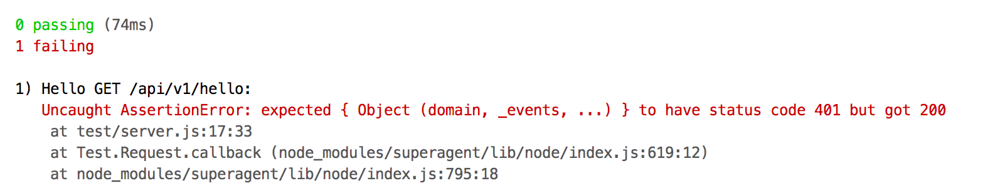 0 passing (74ms)
1 failing
1) Hello GET /api/v1/hello:
Uncaught AssertionError: expected { Object (domain, _events, ...) } to have status code 401 but got 200
at test/server.js:17:33
at Test.Request.callback (node_modules/superagent/lib/node/index.js:619:12)
at node_modules/superagent/lib/node/index.js:795:18